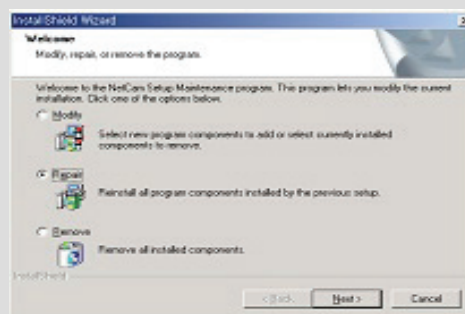 InstallShield Wizard
Welcome
Modify, repair, or remove the program.
Welcome to the NetCam Setup Maintenance program. This program lets you modify the current
installation. Click one of the options below.
Modify
Select new program components to add or select currently installed
components to remove.
Repair
Reinstall all program components installed by the previous setup.
Remove
Remove all installed components.
InstallShield
< Back
Next >
Cancel